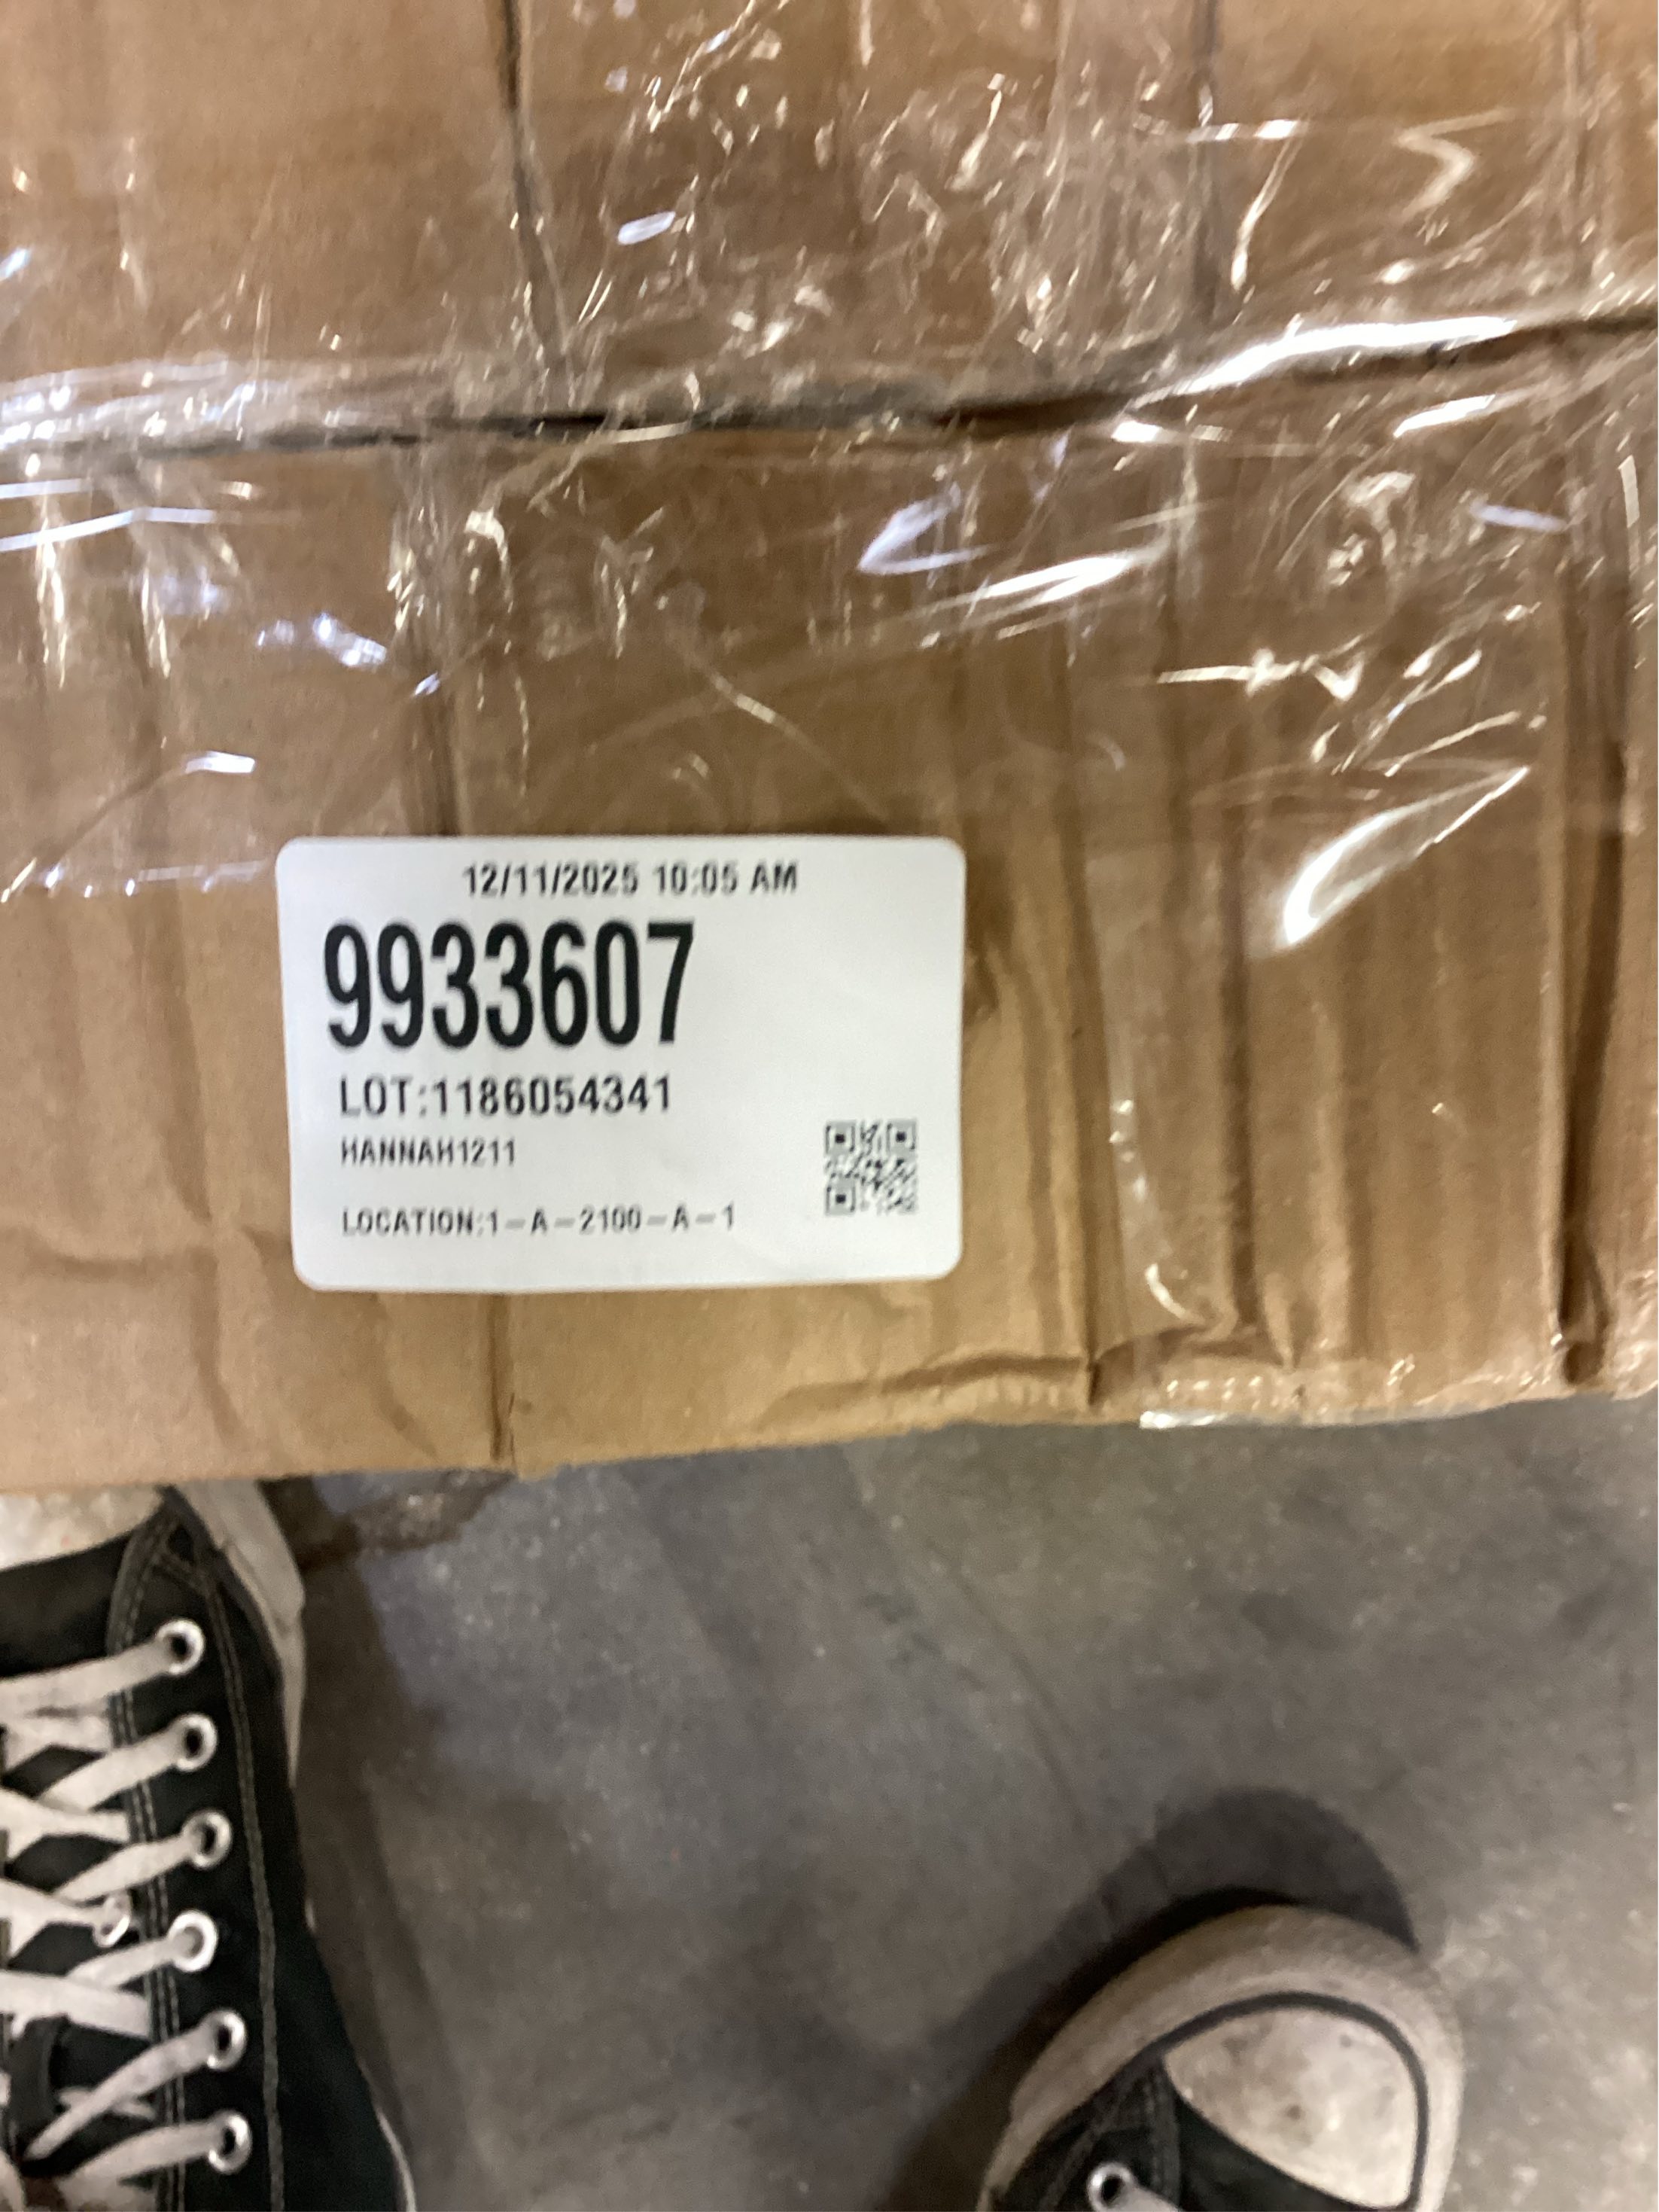 12/11/2025 10:05 AM
9933607
LOT:1186054341
HANNAH1211
LOCATION:1-A-2100-A-1